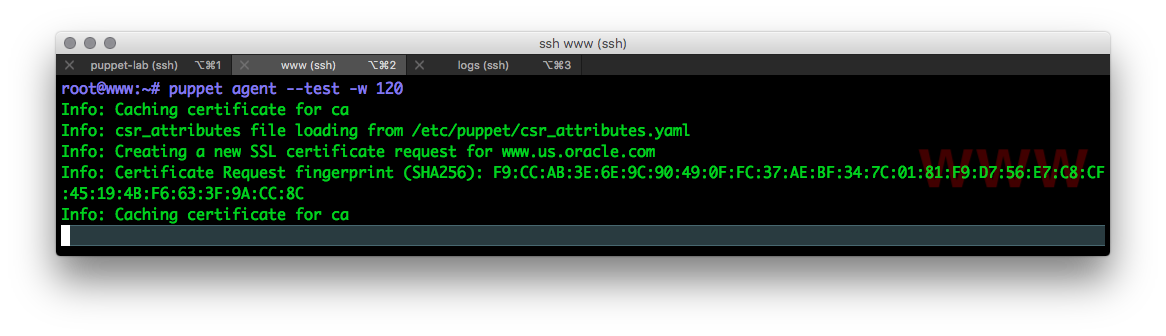 ssh www (ssh)
puppet-lab (ssh) ⌥⌘1 www (ssh) ⌥⌘2 logs (ssh) ⌥⌘3
root@www:~# puppet agent --test -w 120
Info: Caching certificate for ca
Info: csr_attributes file loading from /etc/puppet/csr_attributes.yaml
Info: Creating a new SSL certificate request for www.us.oracle.com
www
Info: Certificate Request fingerprint (SHA256): F9:CC:AB:3E:6E:9C:90:49:0F:FC:37:AE:BF:34:7C:01:81:F9:D7:56:E7:C8:CF
:45:19:4B:F6:63:3F:9A:CC:8C
Info: Caching certificate for ca